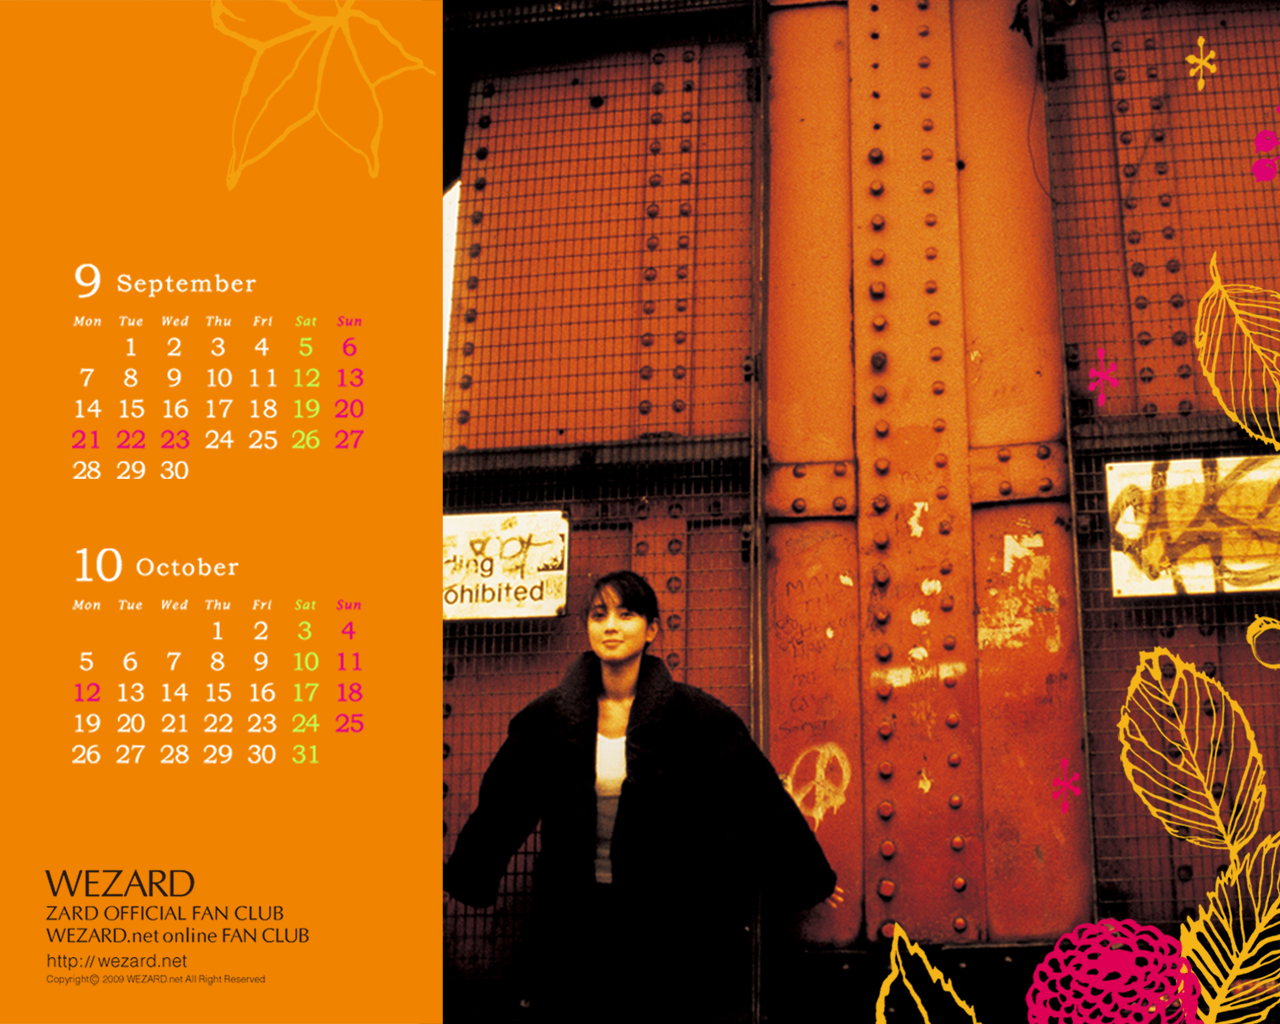 9 September
Mon Tue Wed Thu Fri Sat Sun
1 2 3 4 5 6
7 8 9 10 11 12 13
14 15 16 17 18 19 20
21 22 23 24 25 26 27
28 29 30
10 October
Mon Tue Wed Thu Fri Sat Sun
1 2 3 4
5 6 7 8 9 10 11
12 13 14 15 16 17 18
19 20 21 22 23 24 25
26 27 28 29 30 31
WEZARD
ZARD OFFICIAL FAN CLUB
WEZARD.net online FAN CLUB
http://wezard.net
Copyright© 2009 WEZARD.net All Right Reserved
ding
ohibited